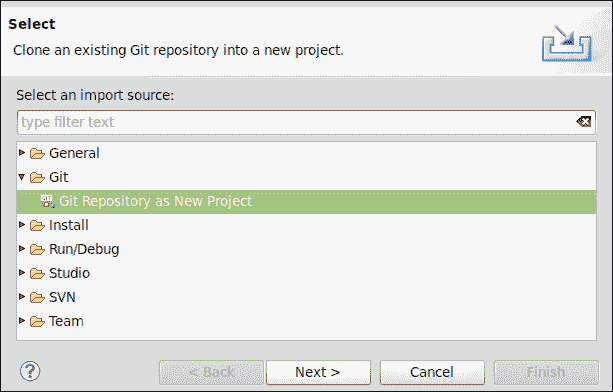 Select
Clone an existing Git repository into a new project.
Select an import source:
type filter text
General
Git
GIT
Git Repository as New Project
Install
Run/Debug
Studio
SVN
Team
?
< Back
Next >
Cancel
Finish